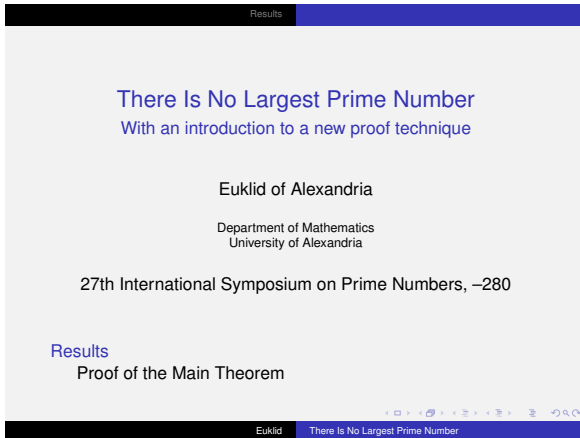 Results
There Is No Largest Prime Number
With an introduction to a new proof technique
Euklid of Alexandria
Department of Mathematics
University of Alexandria
27th International Symposium on Prime Numbers, –280
Results
Proof of the Main Theorem
Euklid There Is No Largest Prime Number